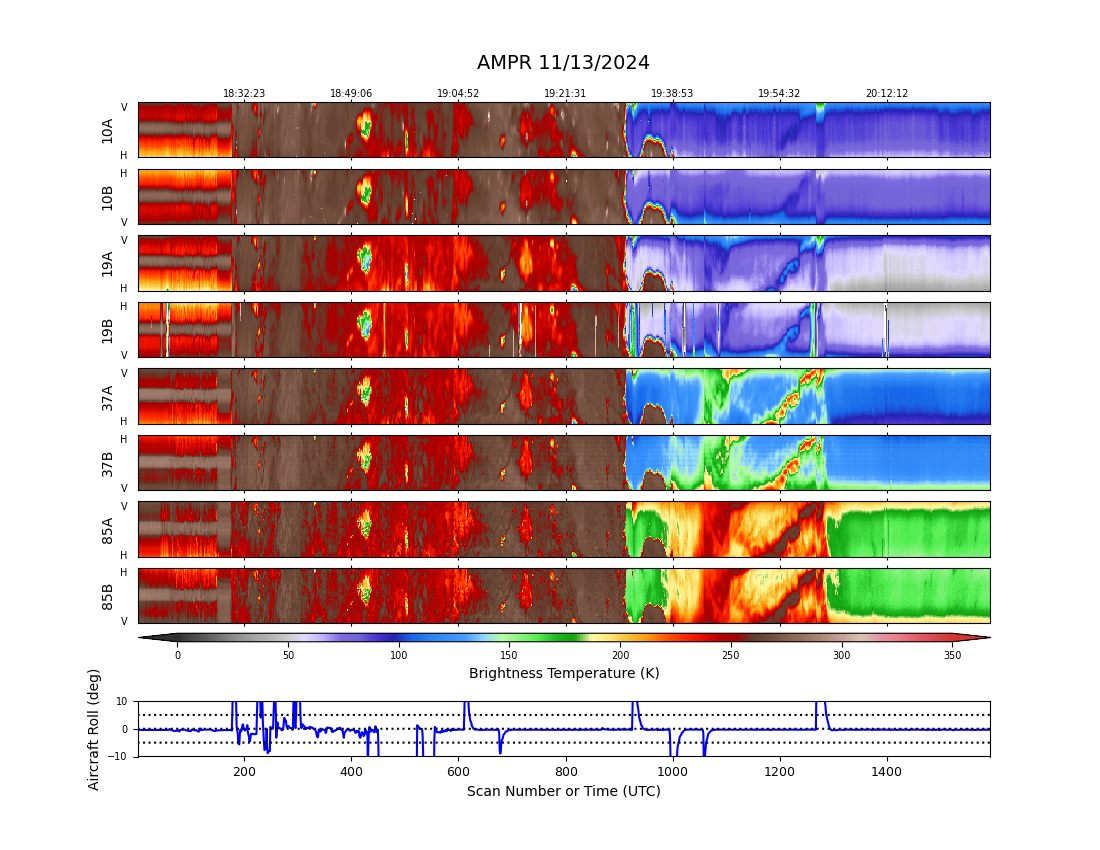 AMPR 11/13/2024
18:32:23 18:49:06 19:04:52 19:21:31 19:38:53 19:54:32 20:12:12
V
10A
H
H
10B
V
V
19A
H
H
19B
V
V
37A
H
H
37B
V
V
85A
H
H
85B
V
0 50 100 150 200 250 300 350
Brightness Temperature (K)
Aircraft Roll (deg)
10
0
−10
200 400 600 800 1000 1200 1400
Scan Number or Time (UTC)